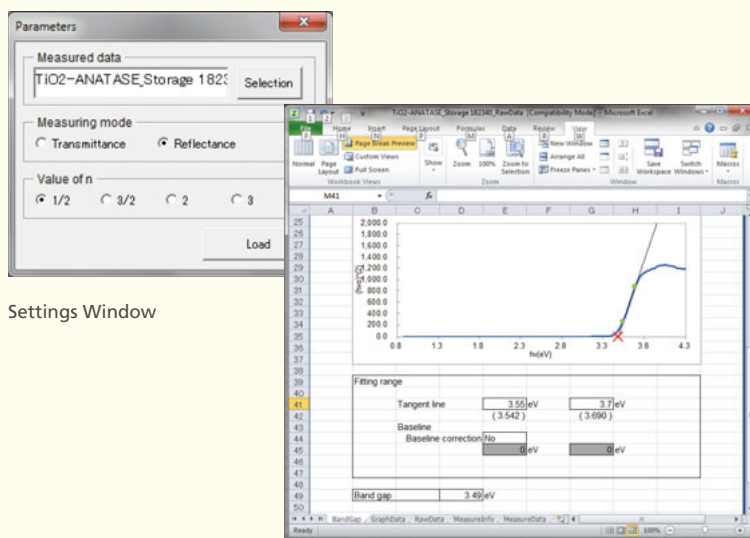 Parameters
Measured data
TiO2-ANATASE_Storage 1823
Selection
Measuring mode
Transmittance Reflectance
Value of n
1/2 3/2 2 3
Load
Settings Window
TiO2-ANATASE_Storage 182340_RawData [Compatibility Mode] - Microsoft Excel
File Home Insert Page Layout Formulas Data Review View
Normal Page Layout Page Break Preview Custom Views Full Screen
Show Zoom 100% Zoom to Selection
New Window Arrange All Freeze Panes
Save Workspace Switch Windows Macros
Workbook Views Zoom Window Macros
M41 fx
A B C D E F G H I J
25 2,000.0
26 1,800.0
27 1,600.0
28 1,400.0
29 1,200.0
30
31 800.0
32 600.0
33 400.0
34 200.0
35 0.0
36 0.8 1.3 1.8 2.3 2.8 3.3 3.8 4.3
37 hν(eV)
38
39 Fitting range
40
41 Tangent line 3.55 eV 3.7 eV
42 (3.542) (3.690)
43 Baseline
44 Baseline correction No
45 0 eV 0 eV
46
47
48
49 Band gap 3.49 eV
50
BandGap GraphData RawData MeasureInfo MeasureData
Ready 100%